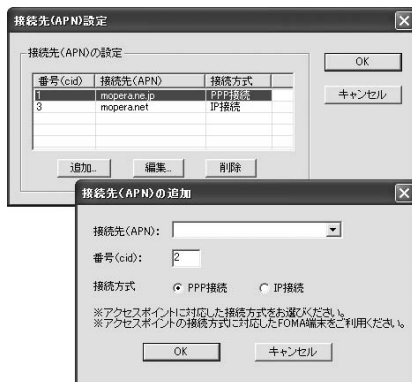 接続先(APN)設定
接続先(APN)の設定
番号(cid) 接続先(APN) 接続方式
1 mopera.ne.jp PPP接続
3 mopera.net IP接続
追加... 編集... 削除
OK
キャンセル
接続先(APN)の追加
接続先(APN):
番号(cid): 2
接続方式 PPP接続 IP接続
※アクセスポイントに対応した接続方式をお選びください。
※アクセスポイントの接続方式に対応したFOMA端末をご利用ください。
OK キャンセル